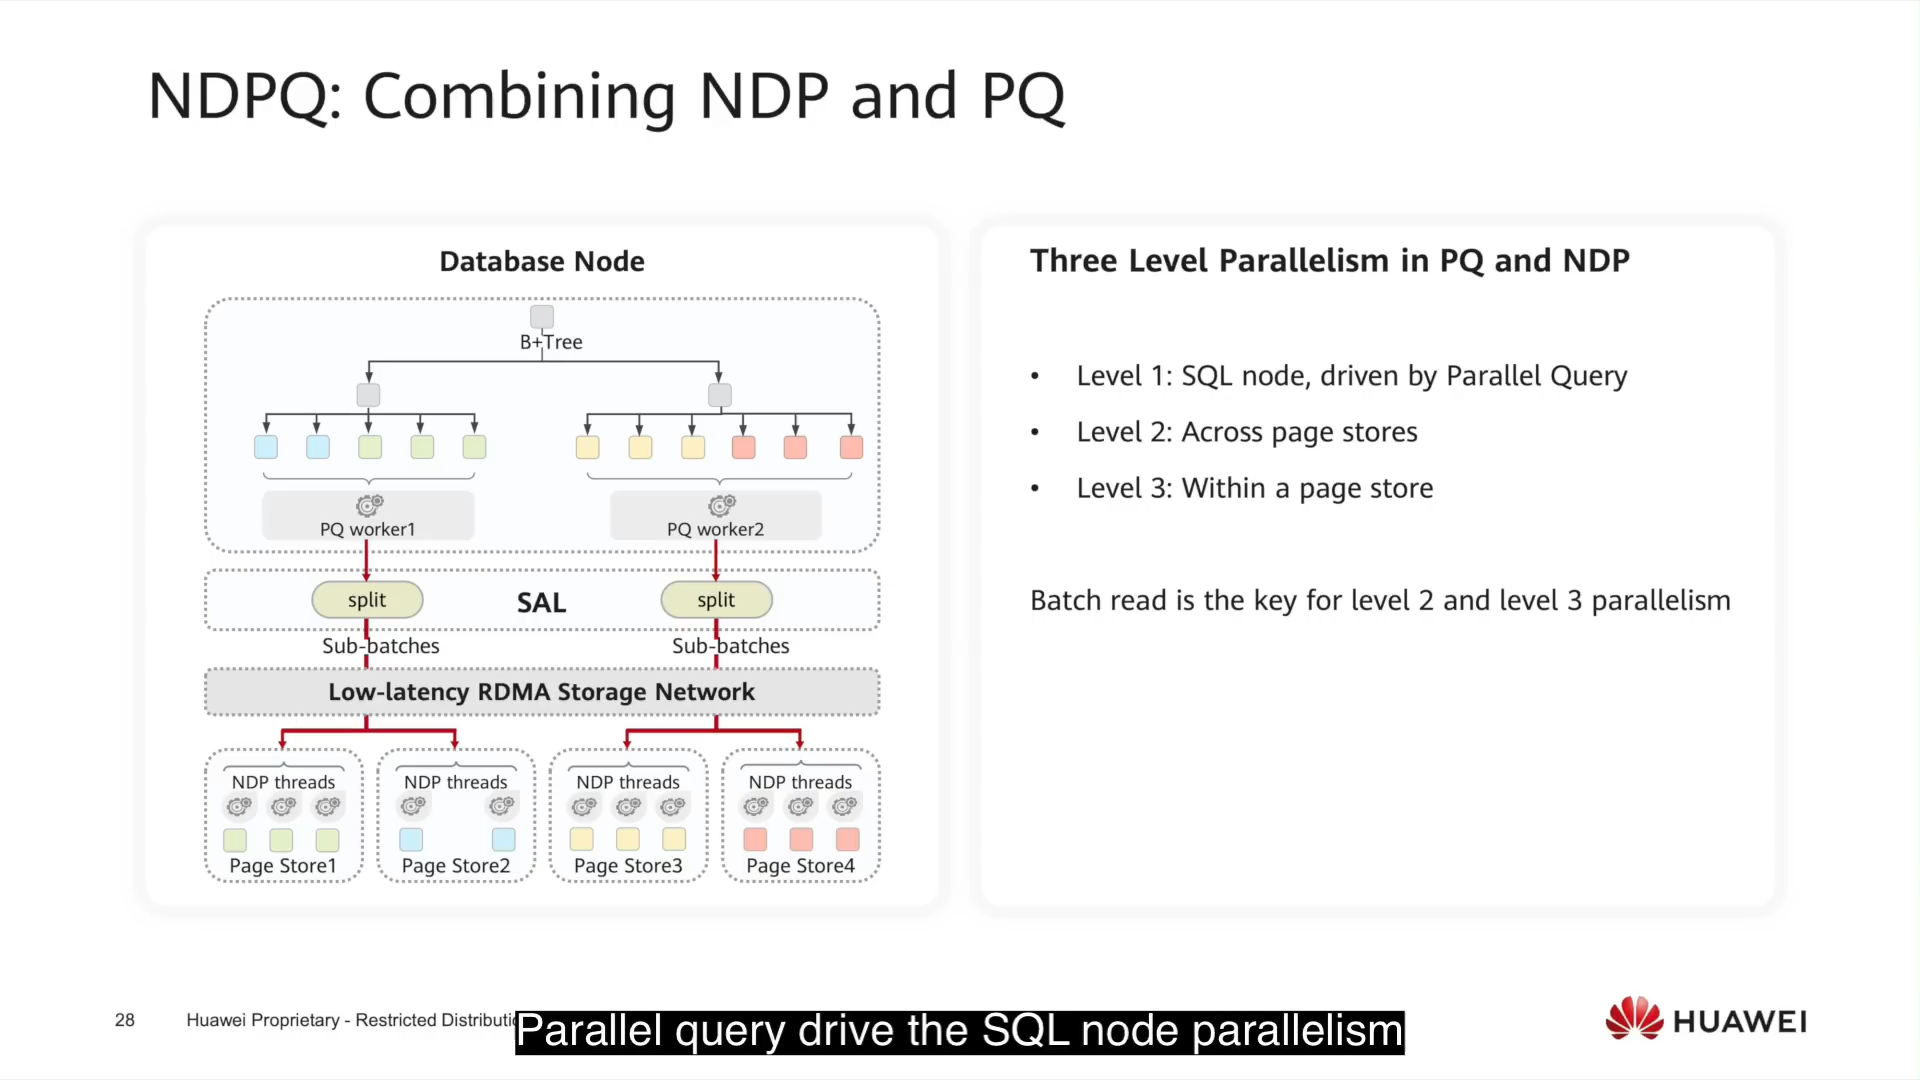 NDPQ: Combining NDP and PQ
Database Node
B+Tree
PQ worker1
PQ worker2
split
SAL
split
Sub-batches
Sub-batches
Low-latency RDMA Storage Network
NDP threads
NDP threads
NDP threads
NDP threads
Page Store1
Page Store2
Page Store3
Page Store4
Three Level Parallelism in PQ and NDP
• Level 1: SQL node, driven by Parallel Query
• Level 2: Across page stores
• Level 3: Within a page store
Batch read is the key for level 2 and level 3 parallelism
28
Huawei Proprietary - Restricted
Parallel query drive the SQL node parallelism
HUAWEI